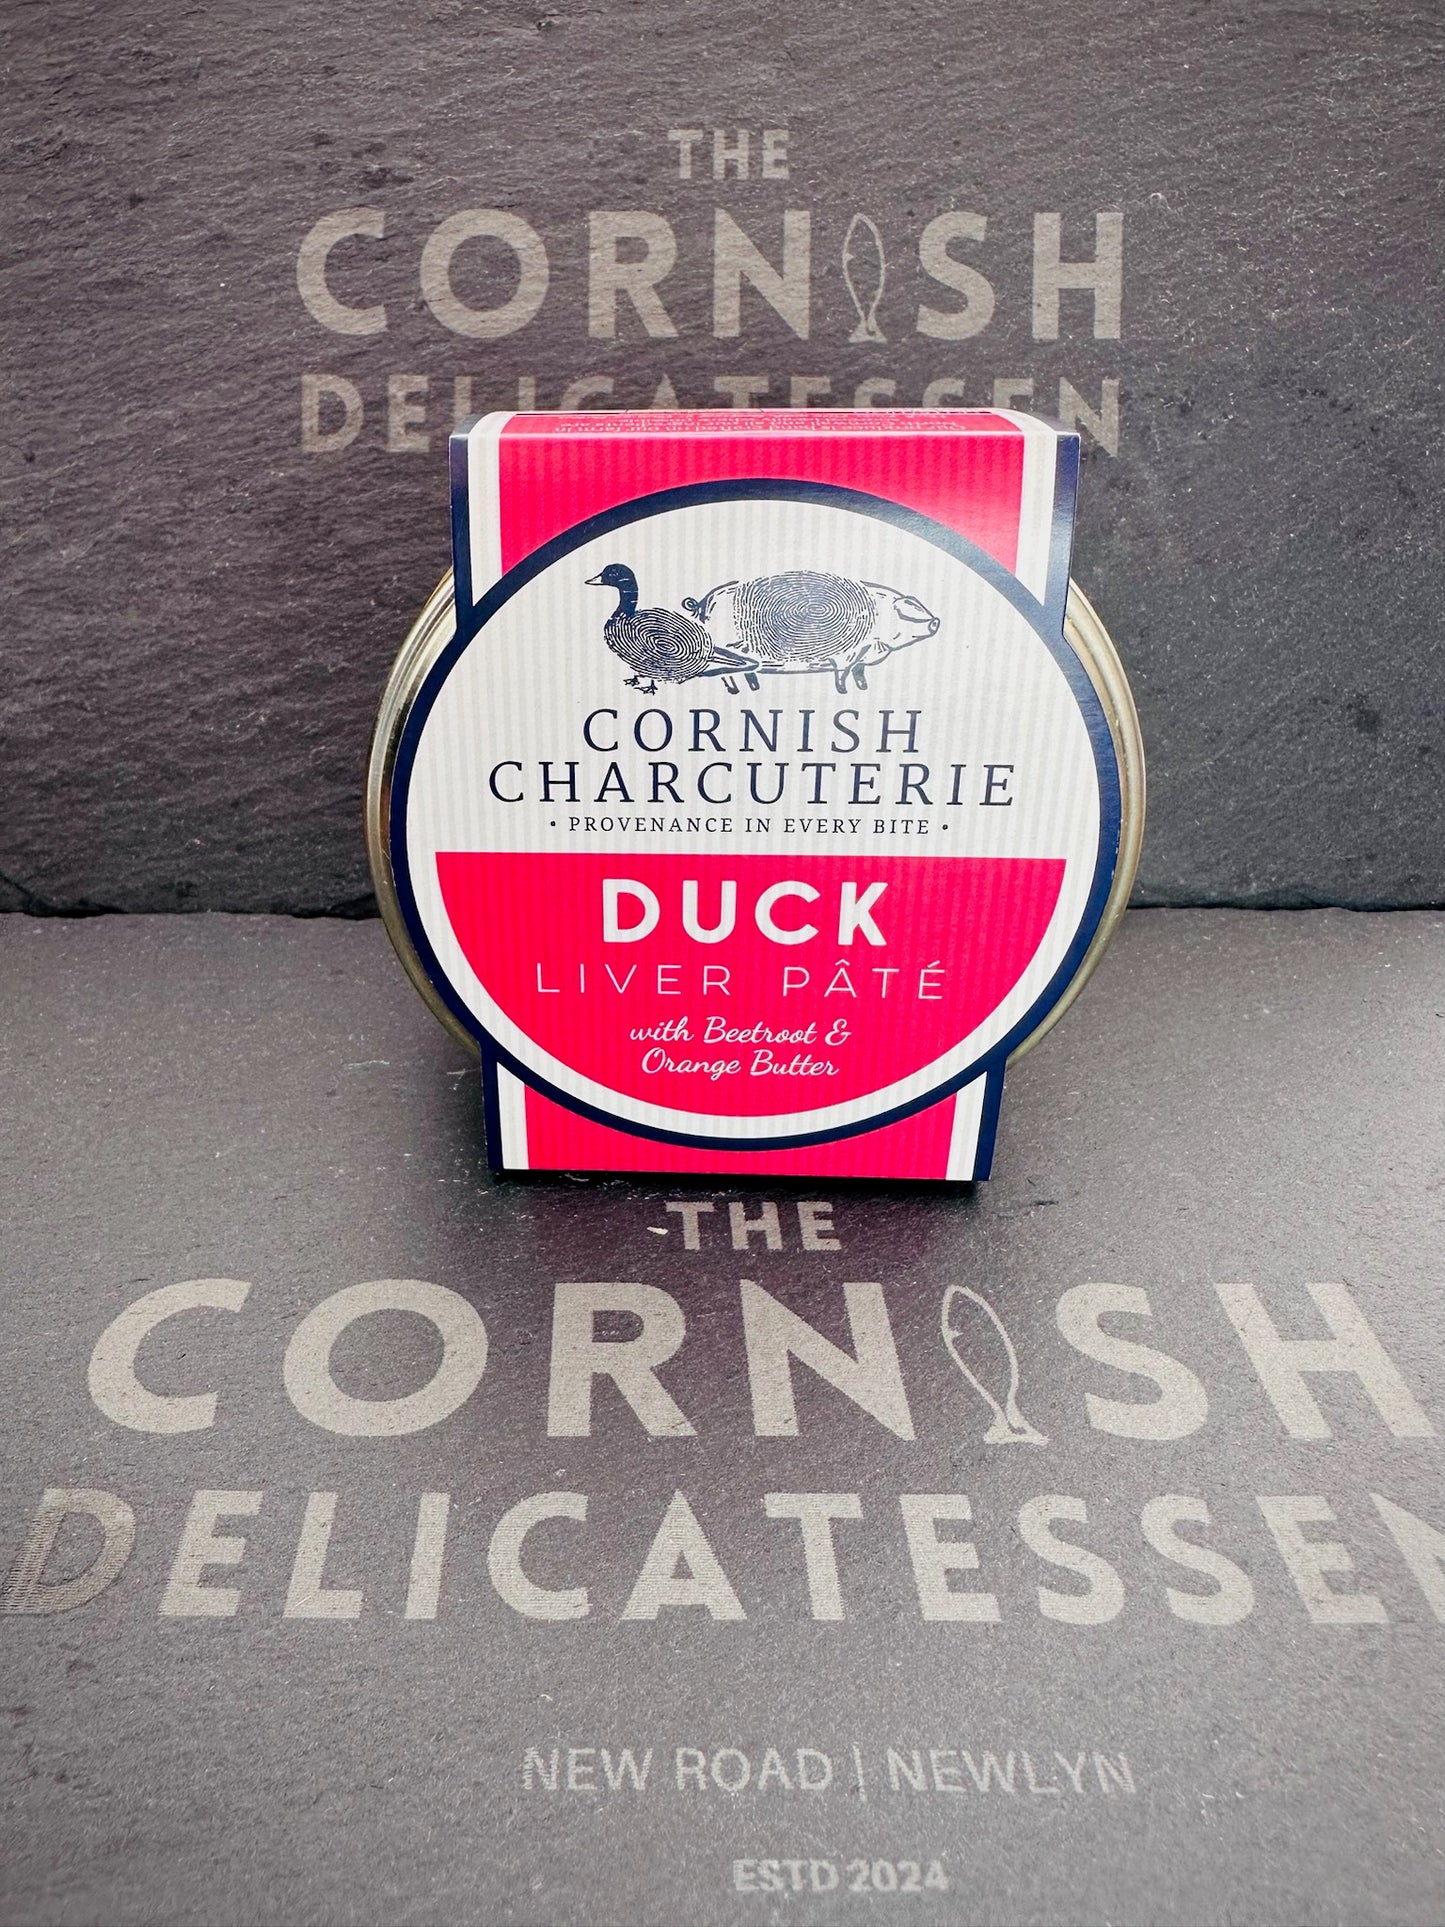 THE
CORNISH
DELICATESSEN
CORNISH
CHARCUTERIE
• PROVENANCE IN EVERY BITE •
DUCK
LIVER PÂTÉ
with Beetroot &
Orange Butter
THE
CORNISH
DELICATESSEN
NEW ROAD | NEWLYN
ESTD 2024